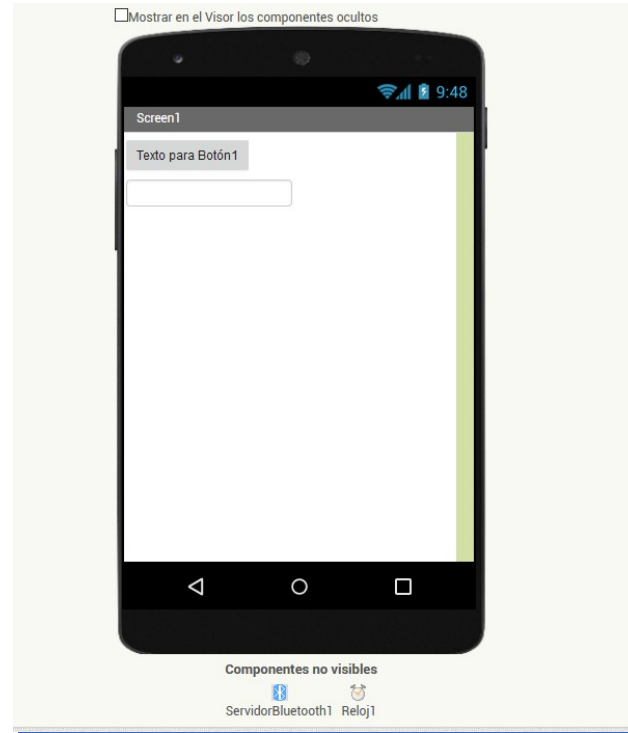 Mostrar en el Visor los componentes ocultos
9:48
Screen1
Texto para Botón1
Componentes no visibles
ServidorBluetooth1 Reloj1